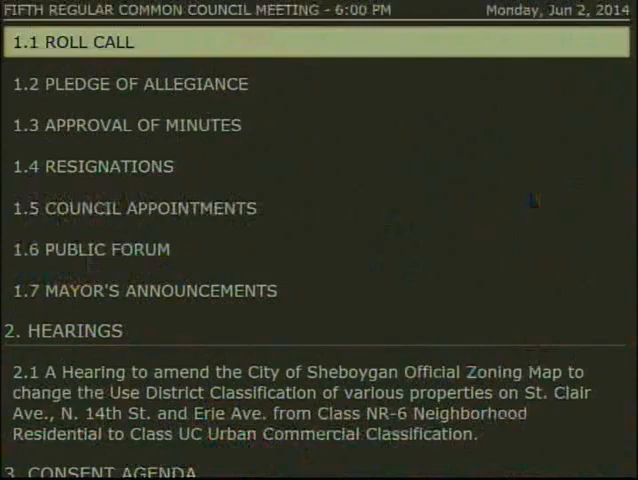 FIFTH REGULAR COMMON COUNCIL MEETING - 6:00 PM Monday, Jun 2, 2014
1.1 ROLL CALL
1.2 PLEDGE OF ALLEGIANCE
1.3 APPROVAL OF MINUTES
1.4 RESIGNATIONS
1.5 COUNCIL APPOINTMENTS
1.6 PUBLIC FORUM
1.7 MAYOR'S ANNOUNCEMENTS
2. HEARINGS
2.1 A Hearing to amend the City of Sheboygan Official Zoning Map to
change the Use District Classification of various properties on St. Clair
Ave., N. 14th St. and Erie Ave. from Class NR-6 Neighborhood
Residential to Class UC Urban Commercial Classification.
3. CONSENT AGENDA